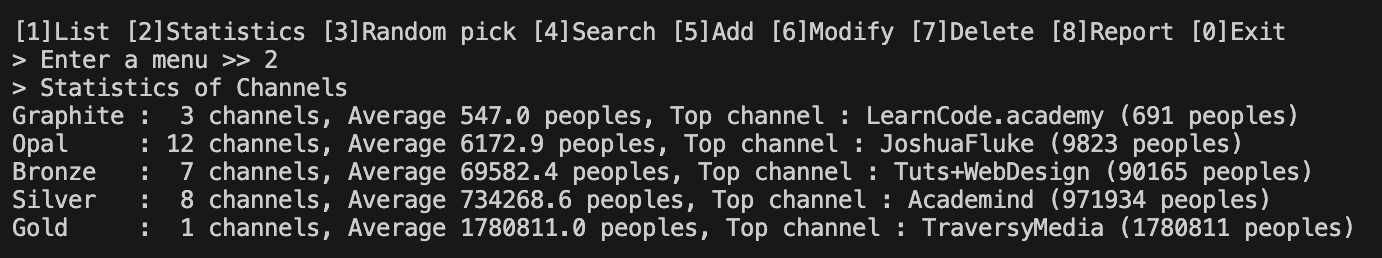 [1]List [2]Statistics [3]Random pick [4]Search [5]Add [6]Modify [7]Delete [8]Report [0]Exit
> Enter a menu >> 2
> Statistics of Channels
Graphite :  3 channels, Average 547.0 peoples, Top channel : LearnCode.academy (691 peoples)
Opal     : 12 channels, Average 6172.9 peoples, Top channel : JoshuaFluke (9823 peoples)
Bronze   :  7 channels, Average 69582.4 peoples, Top channel : Tuts+WebDesign (90165 peoples)
Silver   :  8 channels, Average 734268.6 peoples, Top channel : Academind (971934 peoples)
Gold     :  1 channels, Average 1780811.0 peoples, Top channel : TraversyMedia (1780811 peoples)